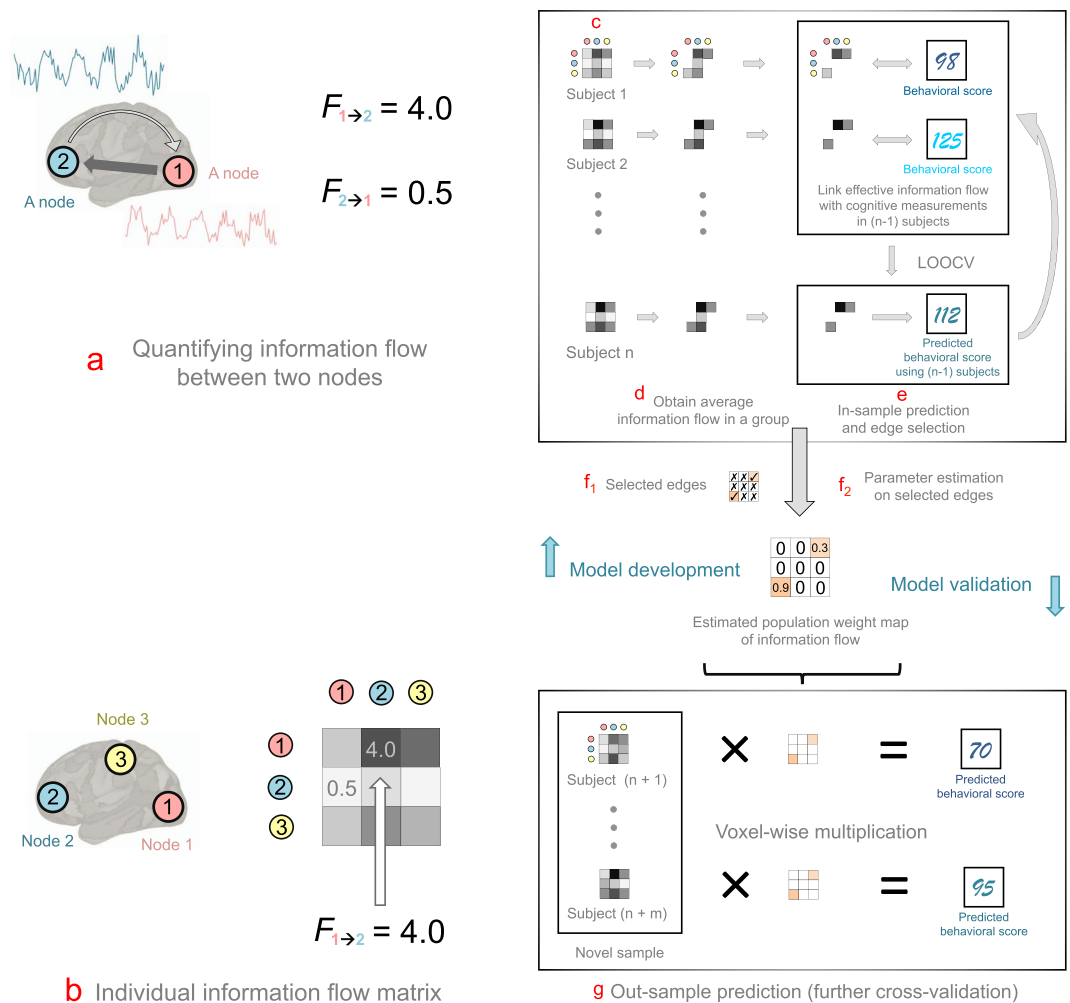 2
1
A node
A node
F1→2 = 4.0
F2→1 = 0.5
a Quantifying information flow
between two nodes
Node 3
3
2
1
Node 2
Node 1
1 2 3
1
2
3
4.0
0.5
F1→2 = 4.0
b Individual information flow matrix
c
Subject 1
98
Behavioral score
Subject 2
125
Behavioral score
Link effective information flow
with cognitive measurements
in (n-1) subjects
LOOCV
Subject n
112
Predicted
behavioral score
using (n-1) subjects
d Obtain average
information flow in a group
e
In-sample prediction
and edge selection
f1 Selected edges
✗ ✗ ✓
✗ ✗ ✗
✓ ✗ ✗
f2 Parameter estimation
on selected edges
0 0 0.3
0 0 0
0.9 0 0
Model development
Model validation
Estimated population weight map
of information flow
Subject (n + 1)
× =
70
Predicted
behavioral score
Voxel-wise multiplication
Subject (n + m)
× =
95
Predicted
behavioral score
Novel sample
g Out-sample prediction (further cross-validation)